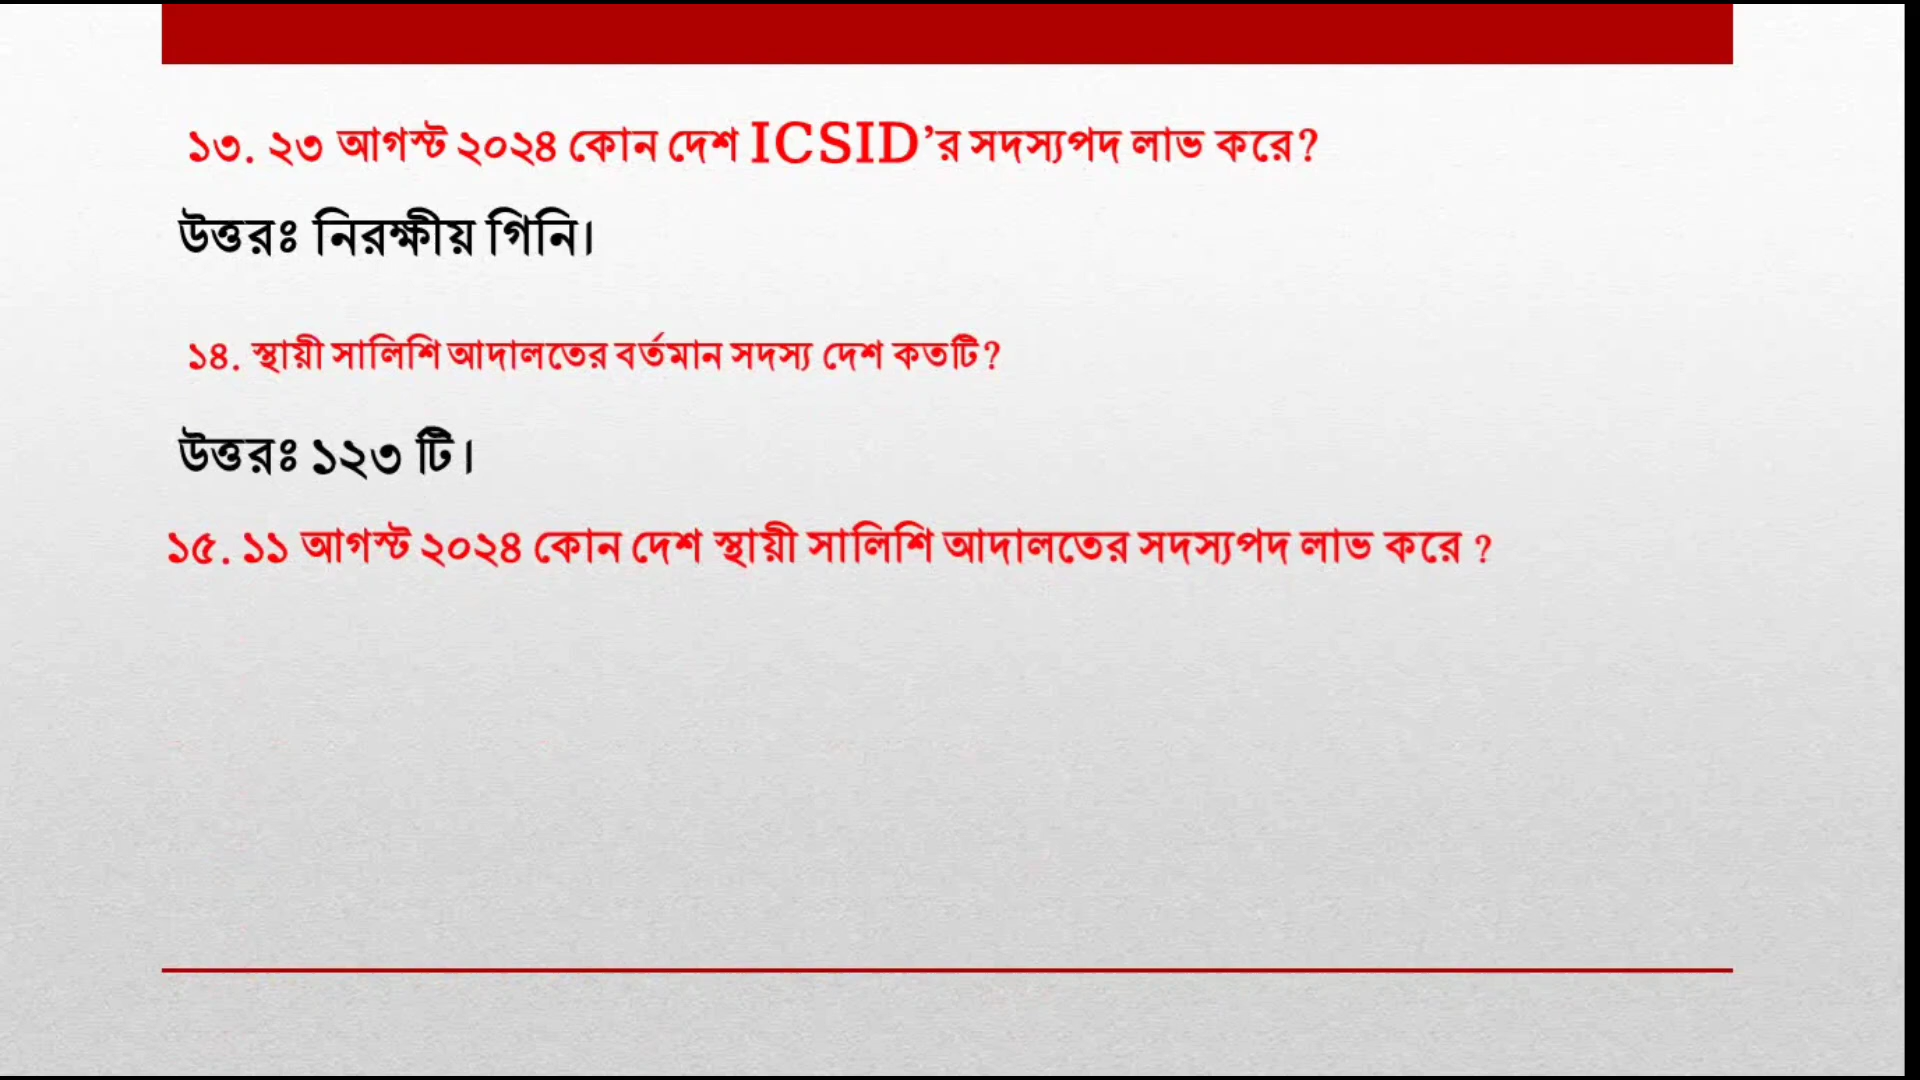 ১৩. ২৩ আগস্ট ২০২৪ কোন দেশ ICSID’র সদস্যপদ লাভ করে?
উত্তরঃ নিরক্ষীয় গিনি।
১৪. স্থায়ী সালিশি আদালতের বর্তমান সদস্য দেশ কতটি?
উত্তরঃ ১২৩ টি।
১৫. ১১ আগস্ট ২০২৪ কোন দেশ স্থায়ী সালিশি আদালতের সদস্যপদ লাভ করে ?